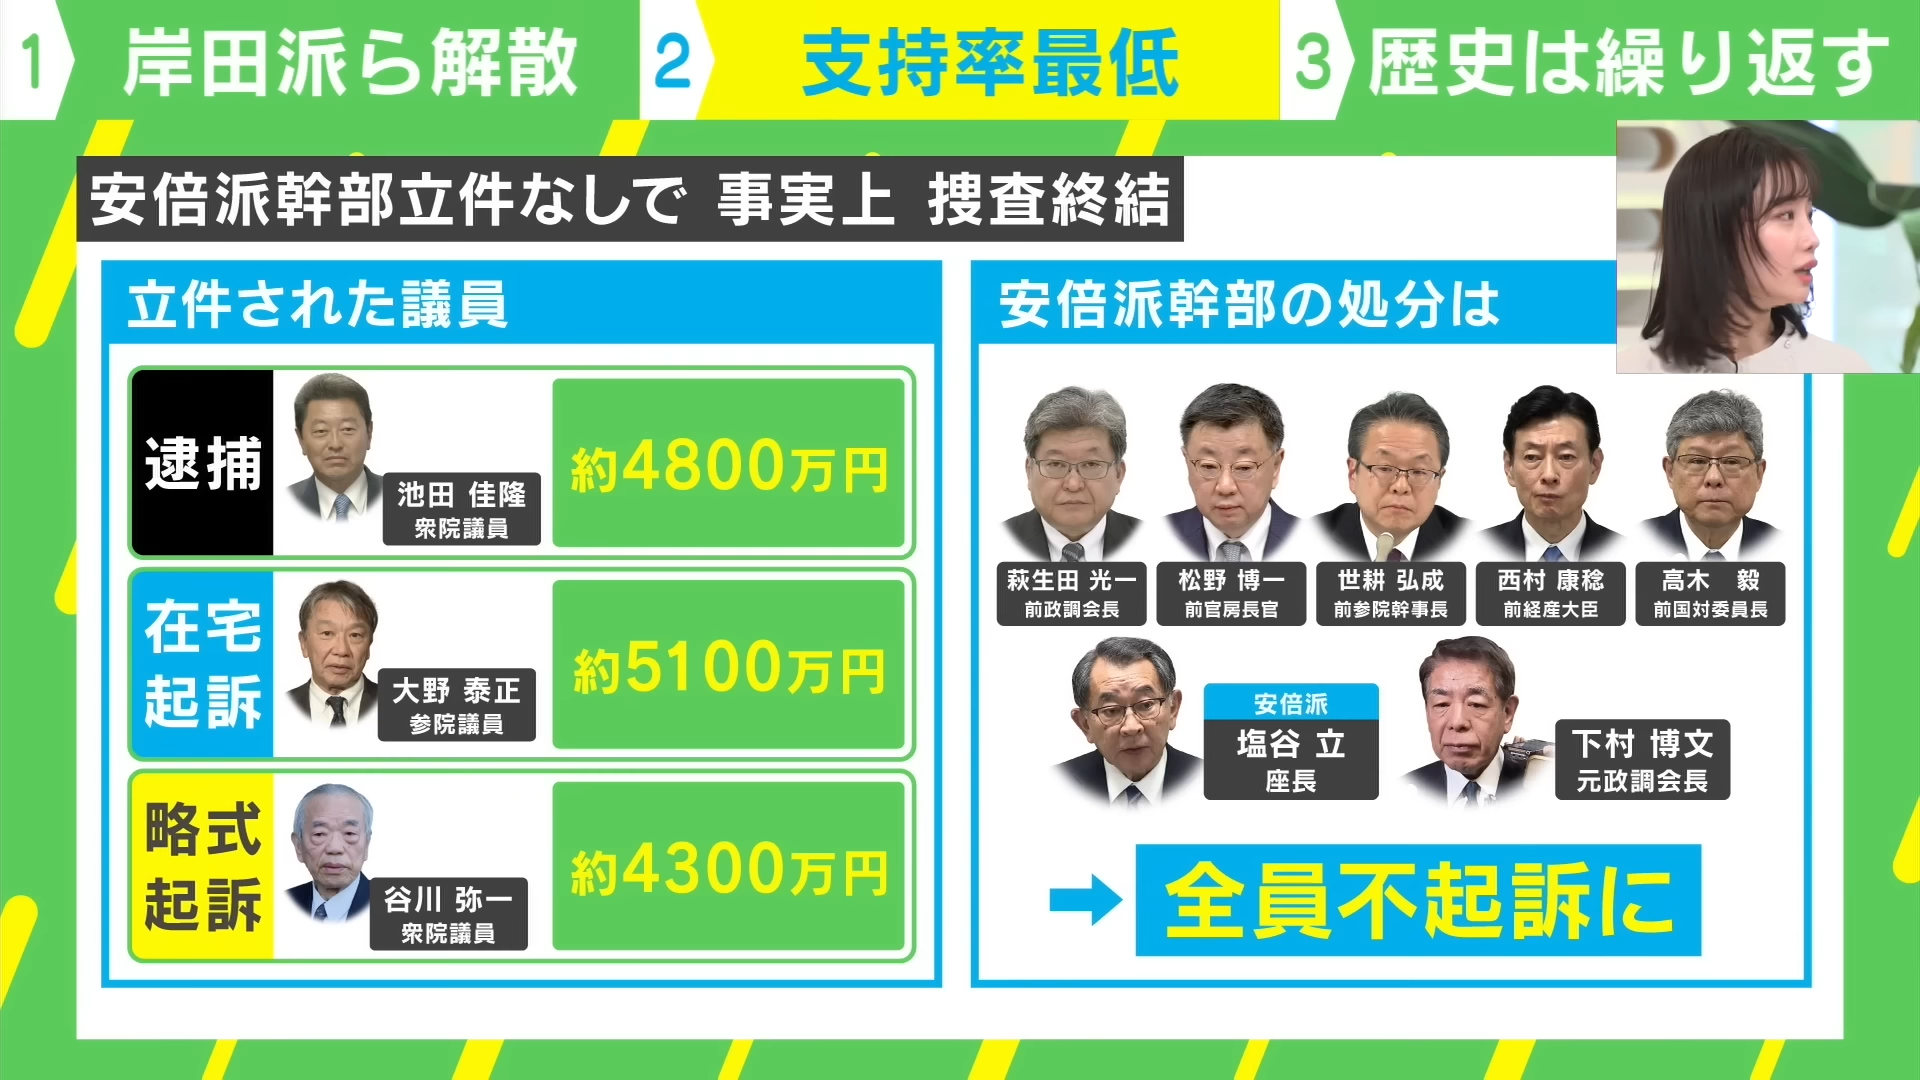 1 岸田派ら解散
2 支持率最低
3 歴史は繰り返す
安倍派幹部立件なしで 事実上 捜査終結
立件された議員
逮捕
池田 佳隆
衆院議員
約4800万円
在宅
起訴
大野 泰正
参院議員
約5100万円
略式
起訴
谷川 弥一
衆院議員
約4300万円
安倍派幹部の処分は
萩生田 光一
前政調会長
松野 博一
前官房長官
世耕 弘成
前参院幹事長
西村 康稔
前経産大臣
高木 毅
前国対委員長
安倍派
塩谷 立
座長
下村 博文
元政調会長
➡ 全員不起訴に